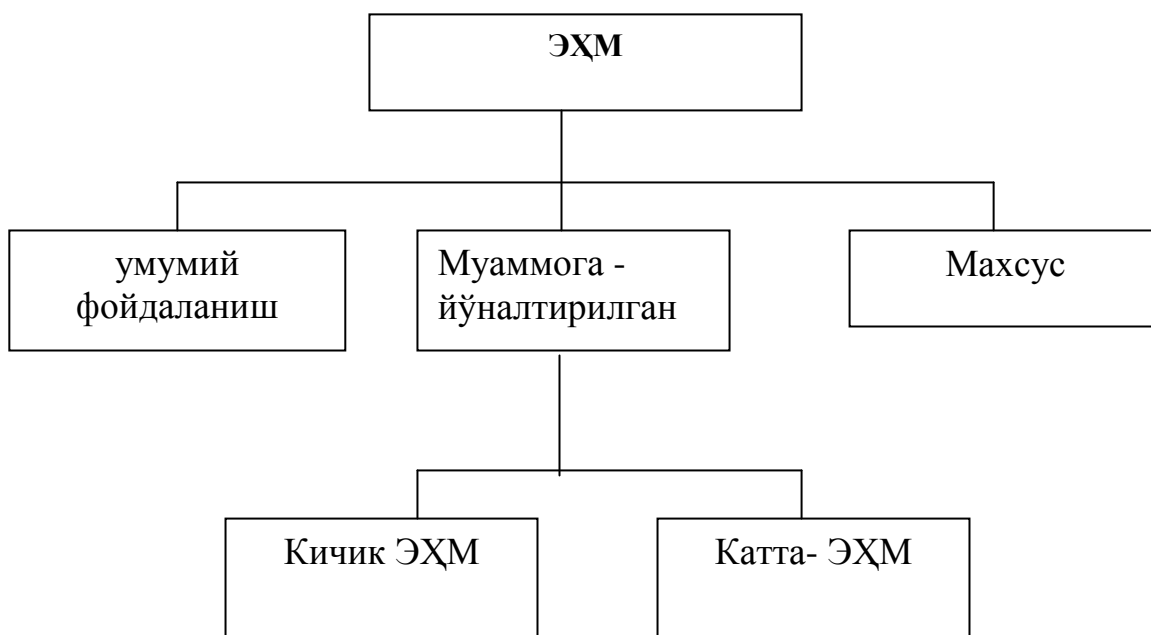 ЭҲМ
умумий
фойдаланиш
Муаммога -
йўналтирилган
Махсус
Кичик ЭҲМ
Катта- ЭҲМ